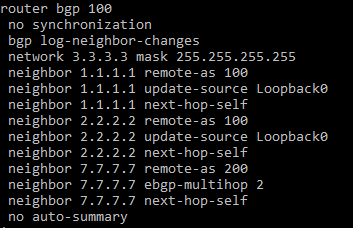 router bgp 100
no synchronization
bgp log-neighbor-changes
network 3.3.3.3 mask 255.255.255.255
neighbor 1.1.1.1 remote-as 100
neighbor 1.1.1.1 update-source Loopback0
neighbor 1.1.1.1 next-hop-self
neighbor 2.2.2.2 remote-as 100
neighbor 2.2.2.2 update-source Loopback0
neighbor 2.2.2.2 next-hop-self
neighbor 7.7.7.7 remote-as 200
neighbor 7.7.7.7 ebgp-multihop 2
neighbor 7.7.7.7 next-hop-self
no auto-summary